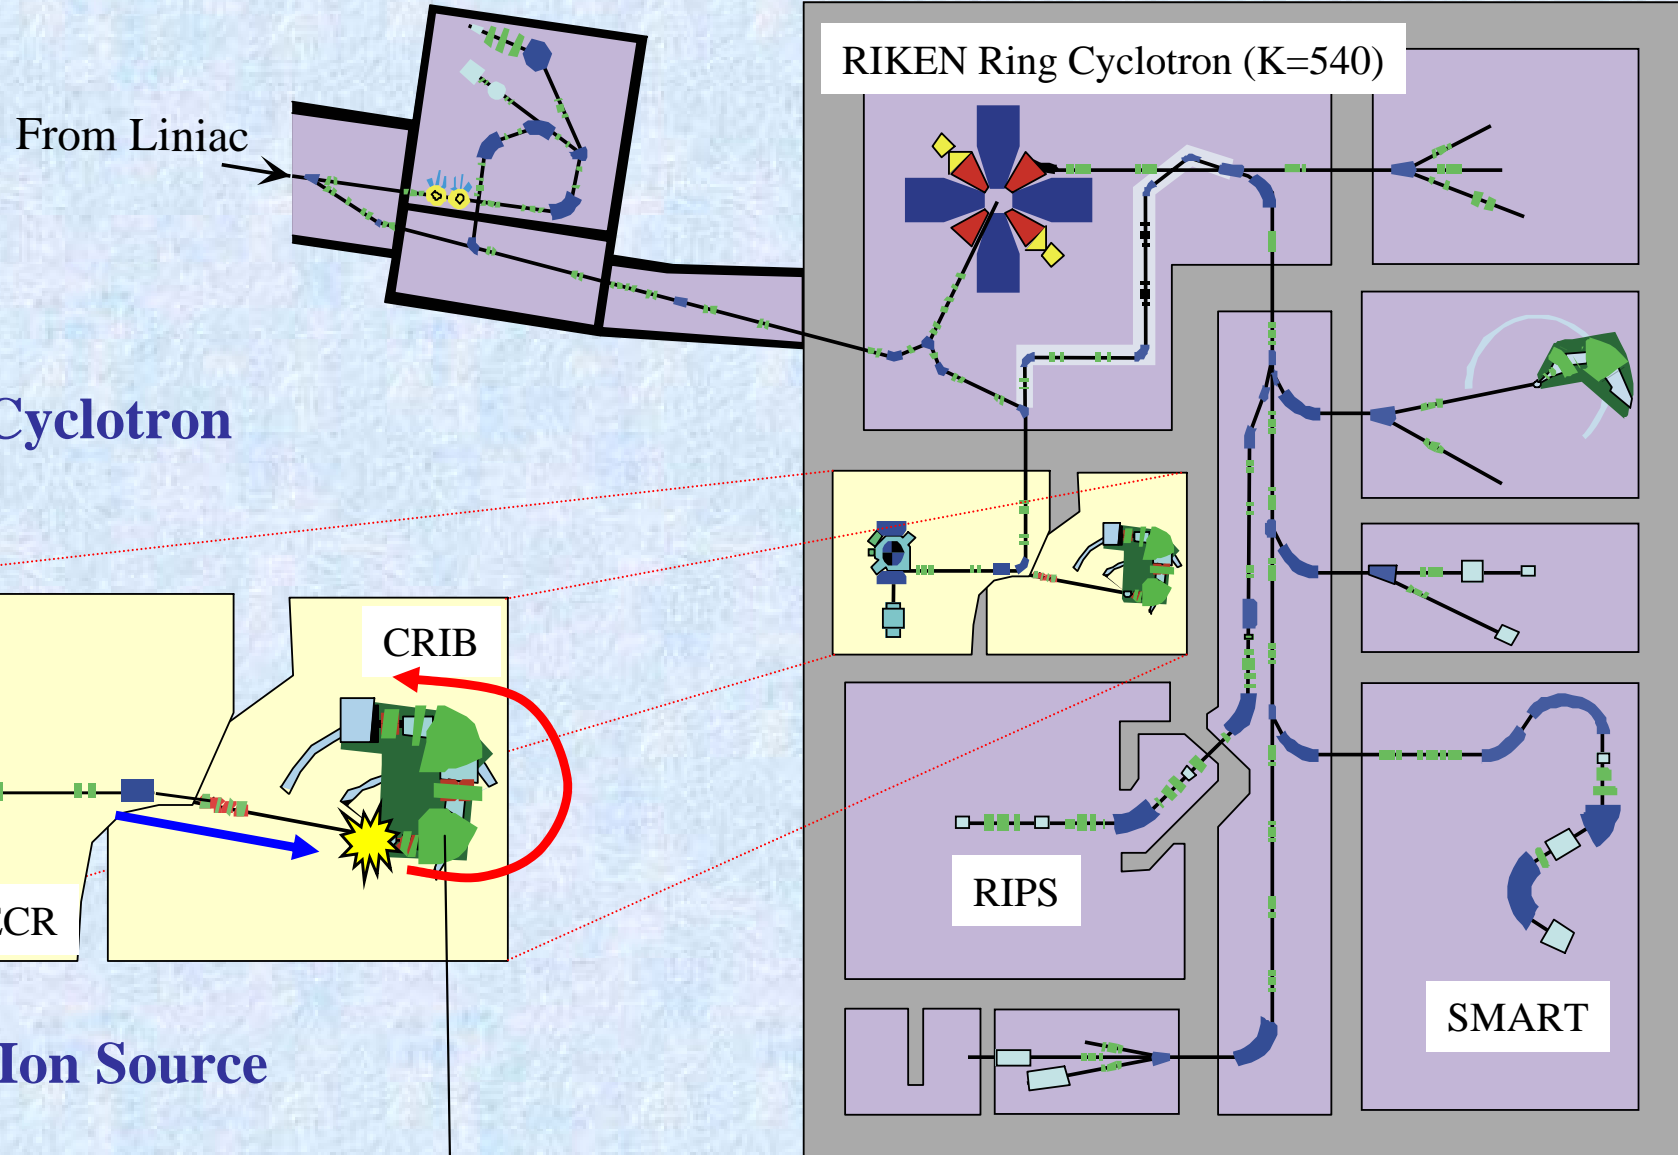 RIKEN Ring Cyclotron (K=540)
From Liniac
Cyclotron
CRIB
RIPS
CR
SMART
Ion Source